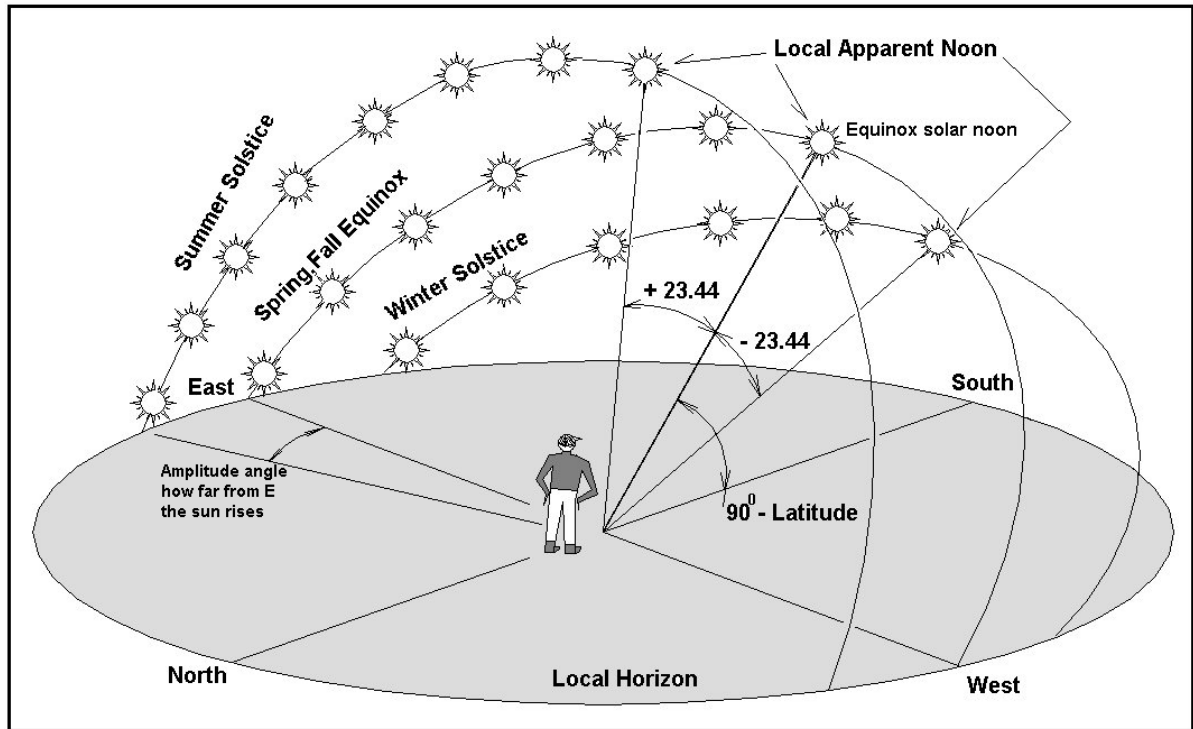 Local Apparent Noon
Equinox solar noon
Summer Solstice
Spring, Fall Equinox
Winter Solstice
+ 23.44
- 23.44
East
South
Amplitude angle
how far from E
the sun rises
90⁰ - Latitude
North
Local Horizon
West